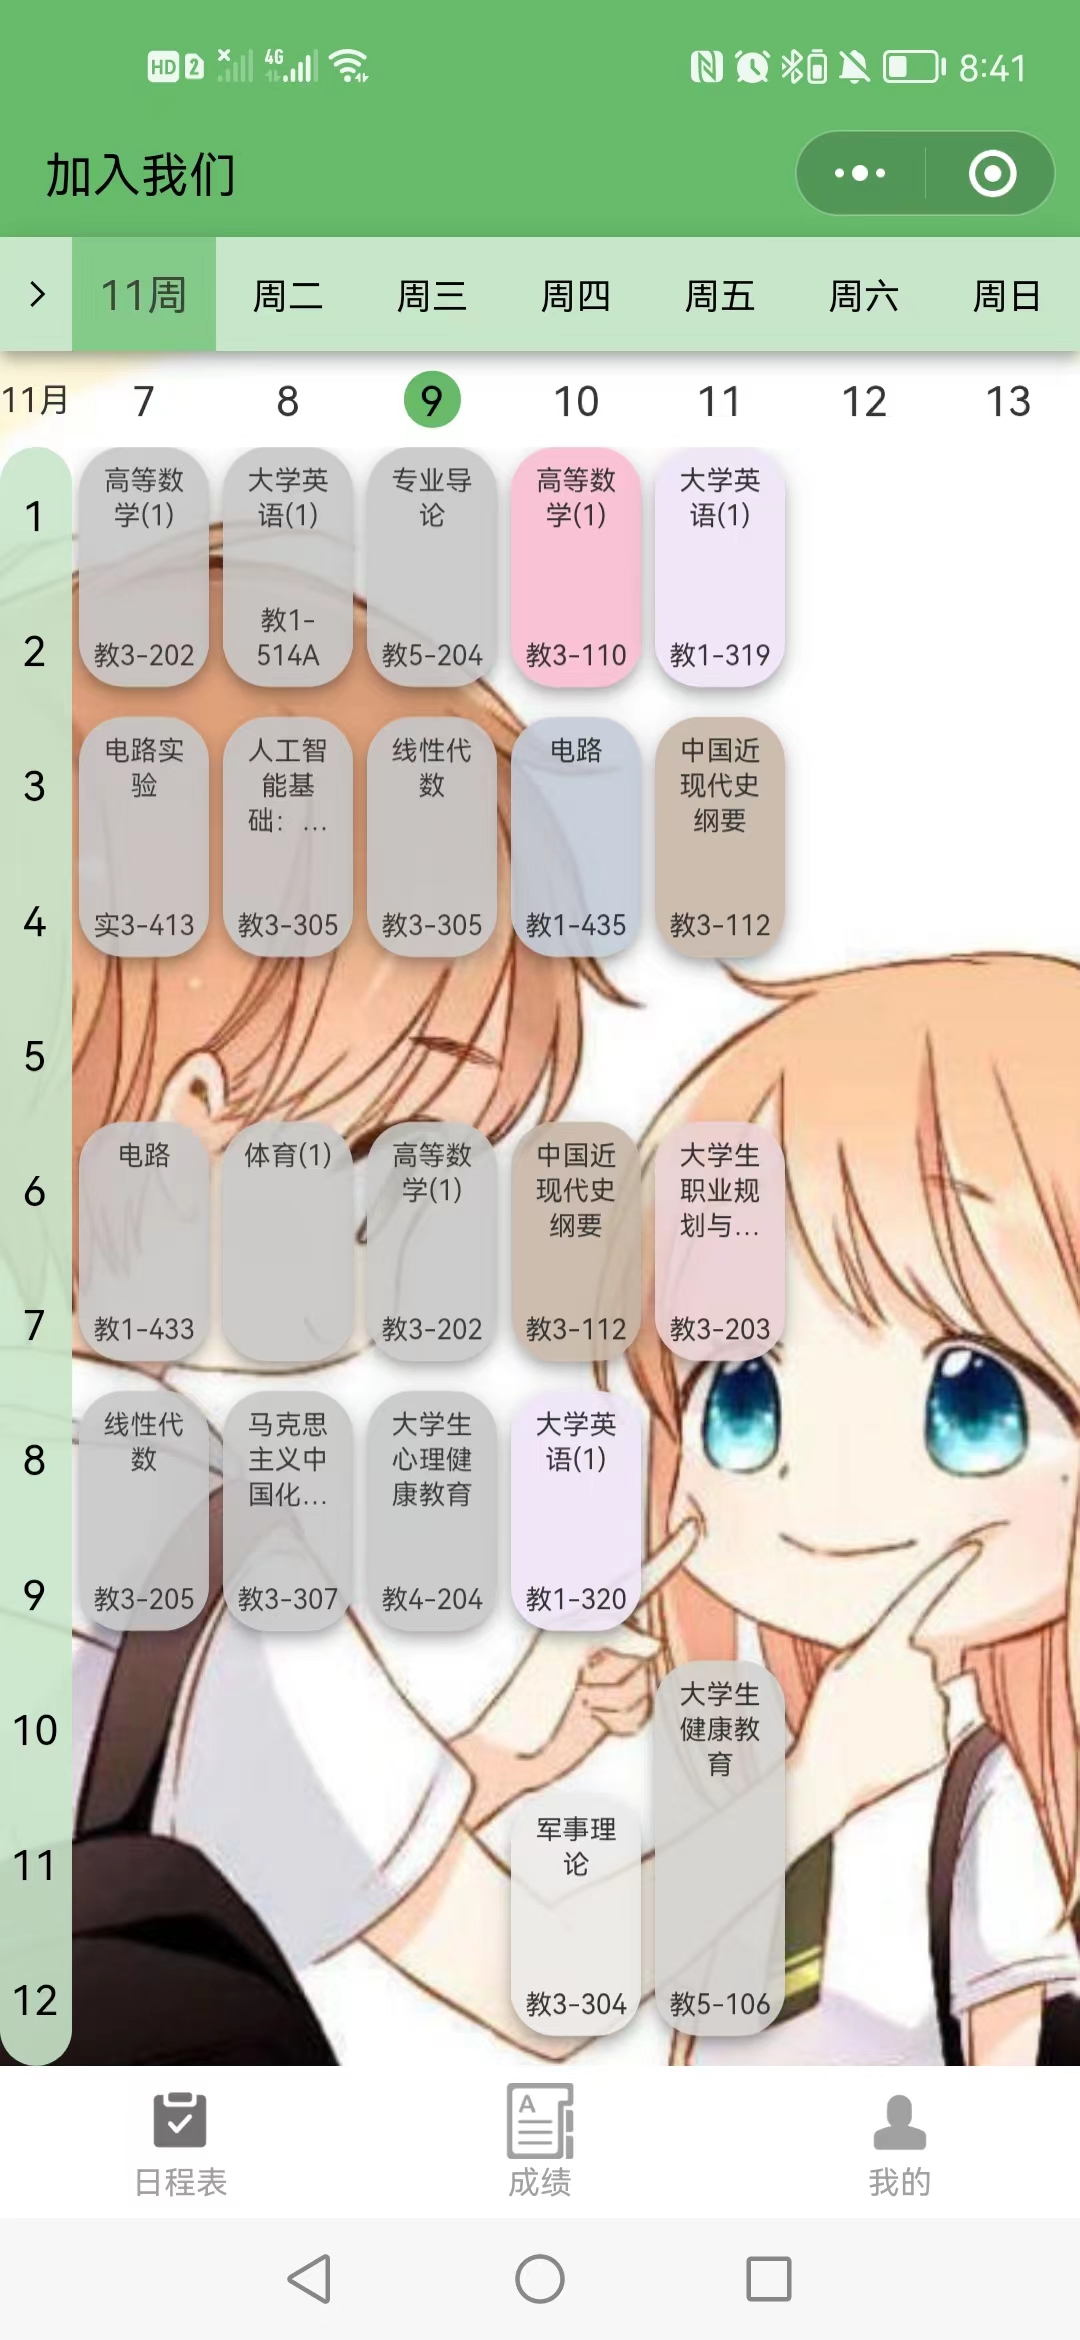 HD 2 4G 8:41
加入我们
11周 周二 周三 周四 周五 周六 周日
11月 7 8 9 10 11 12 13
1
2
3
4
5
6
7
8
9
10
11
12
高等数
学(1)
教3-202
大学英
语(1)
教1-
514A
专业导
论
教5-204
高等数
学(1)
教3-110
大学英
语(1)
教1-319
电路实
验
实3-413
人工智
能基
础：...
教3-305
线性代
数
教3-305
电路
教1-435
中国近
现代史
纲要
教3-112
电路
教1-433
体育(1)
高等数
学(1)
教3-202
中国近
现代史
纲要
教3-112
大学生
职业规
划与...
教3-203
线性代
数
教3-205
马克思
主义中
国化...
教3-307
大学生
心理健
康教育
教4-204
大学英
语(1)
教1-320
大学生
健康教
育
教5-106
军事理
论
教3-304
日程表 成绩 我的